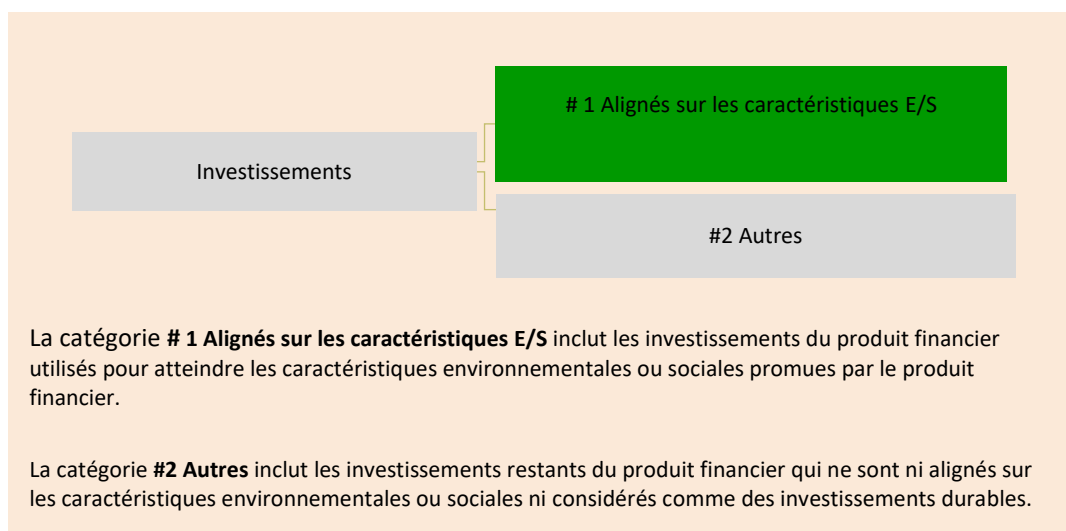 # 1 Alignés sur les caractéristiques E/S
Investissements
#2 Autres
La catégorie # 1 Alignés sur les caractéristiques E/S inclut les investissements du produit financier
utilisés pour atteindre les caractéristiques environnementales ou sociales promues par le produit
financier.
La catégorie #2 Autres inclut les investissements restants du produit financier qui ne sont ni alignés sur
les caractéristiques environnementales ou sociales ni considérés comme des investissements durables.